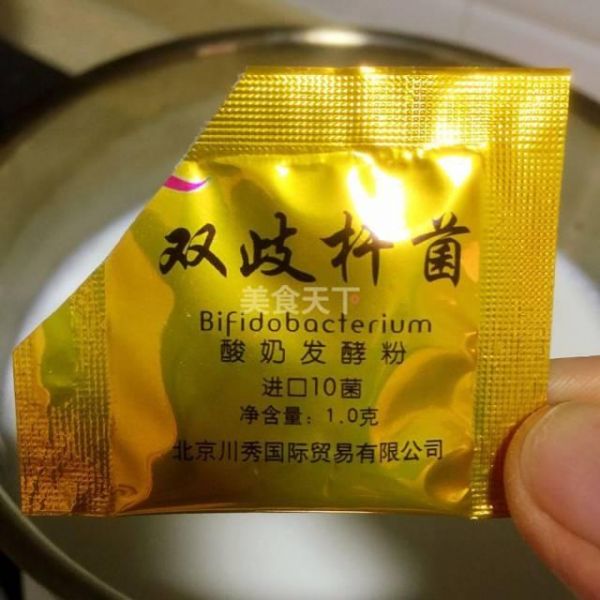 双歧杆菌
美食天下
Bifidobacterium
酸奶发酵粉
进口10菌
净含量：1.0克
北京川秀国际贸易有限公司